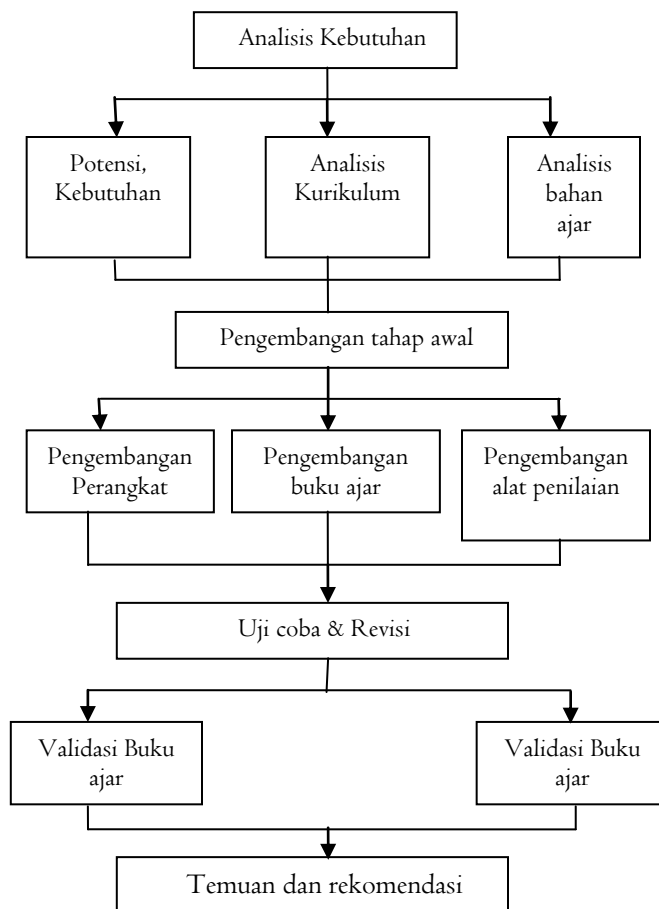 Analisis Kebutuhan
Potensi,
Kebutuhan
Analisis
Kurikulum
Analisis
bahan
ajar
Pengembangan tahap awal
Pengembangan
Perangkat
Pengembangan
buku ajar
Pengembangan
alat penilaian
Uji coba & Revisi
Validasi Buku
ajar
Validasi Buku
ajar
Temuan dan rekomendasi